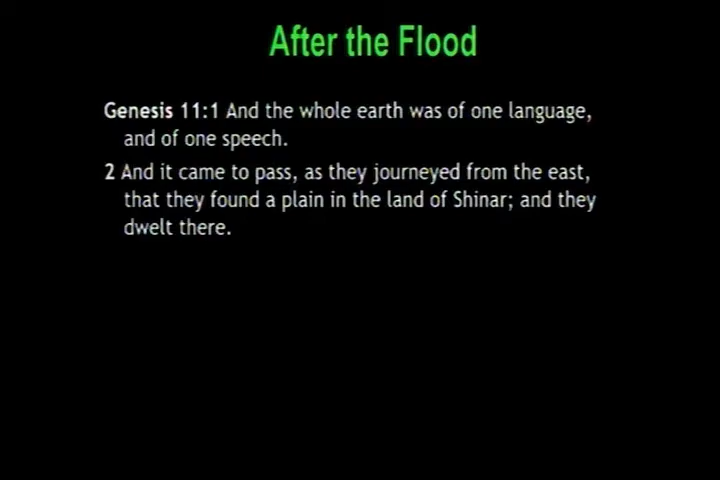 After the Flood
Genesis 11:1 And the whole earth was of one language,
and of one speech.
2 And it came to pass, as they journeyed from the east,
that they found a plain in the land of Shinar; and they
dwelt there.